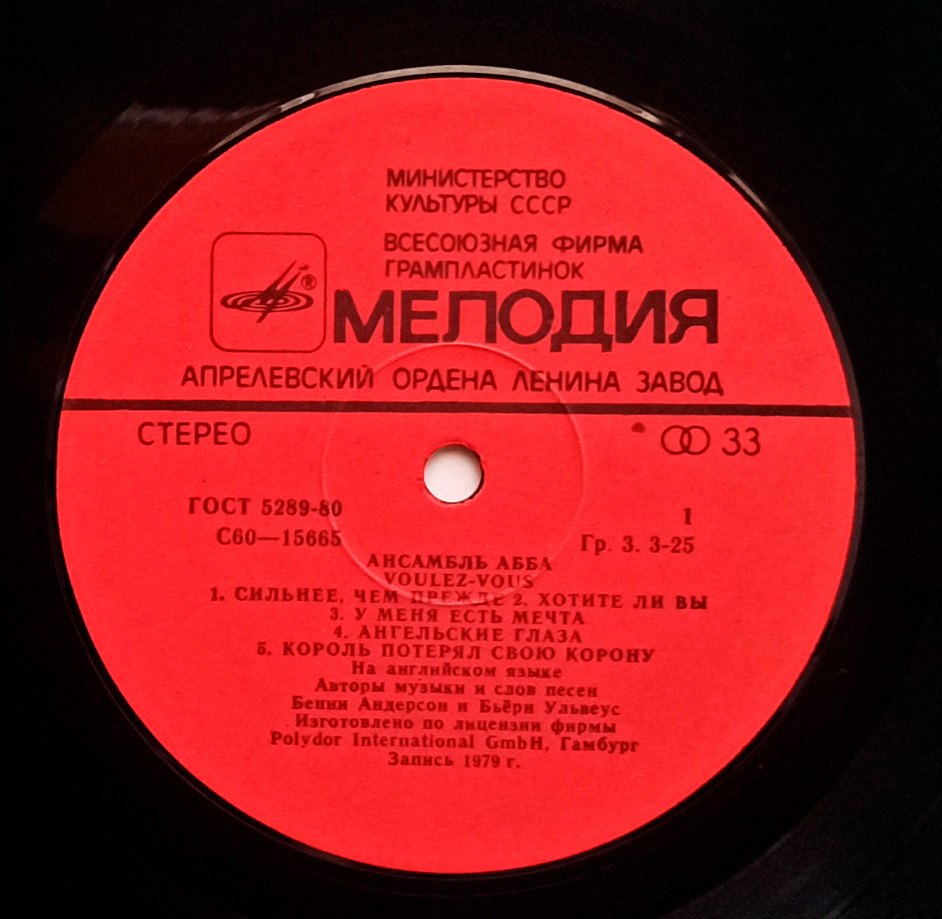 МИНИСТЕРСТВО
КУЛЬТУРЫ СССР
ВСЕСОЮЗНАЯ ФИРМА
ГРАМПЛАСТИНОК
®
МЕЛОДИЯ
АПРЕЛЕВСКИЙ ОРДЕНА ЛЕНИНА ЗАВОД
СТЕРЕО 33
ГОСТ 5289-80 1
С60—15665 Гр. 3. 3-25
АНСАМБЛЬ АББА
VOULEZ-VOUS
1. СИЛЬНЕЕ, ЧЕМ ПРЕЖДЕ 2. ХОТИТЕ ЛИ ВЫ
3. У МЕНЯ ЕСТЬ МЕЧТА
4. АНГЕЛЬСКИЕ ГЛАЗА
5. КОРОЛЬ ПОТЕРЯЛ СВОЮ КОРОНУ
На английском языке
Авторы музыки и слов песен
Бенни Андерсон и Бьёрн Ульвеус
Изготовлено по лицензии фирмы
Polydor International GmbH, Гамбург
Запись 1979 г.